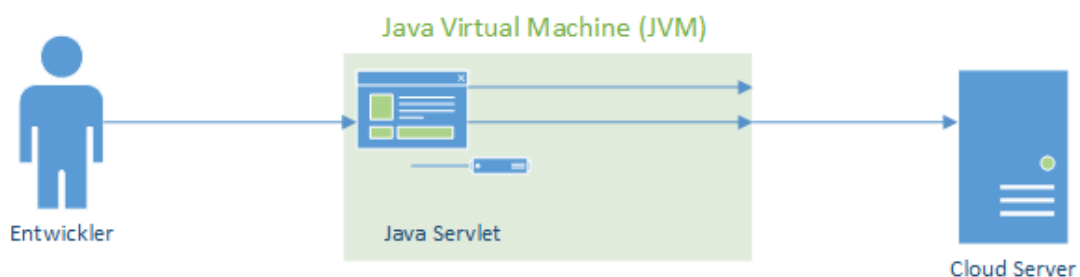 Java Virtual Machine (JVM)
Entwickler
Java Servlet
Cloud Server